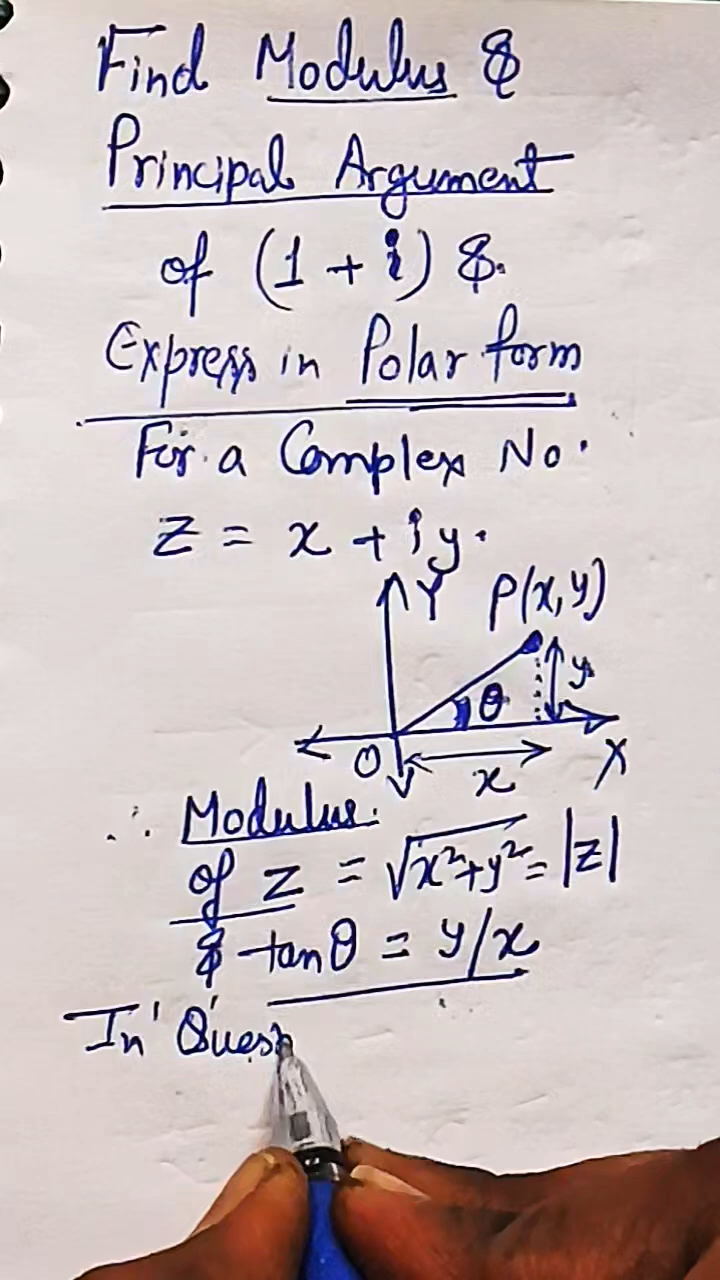 Find Modulus &
Principal Argument
of (1 + i) &
Express in Polar form
For a Complex No.
z = x + iy.
Y P(x, y)
θ y
O x X
∴ Modulus
of z = √x²+y² = |z|
& tanθ = y/x
In Ques